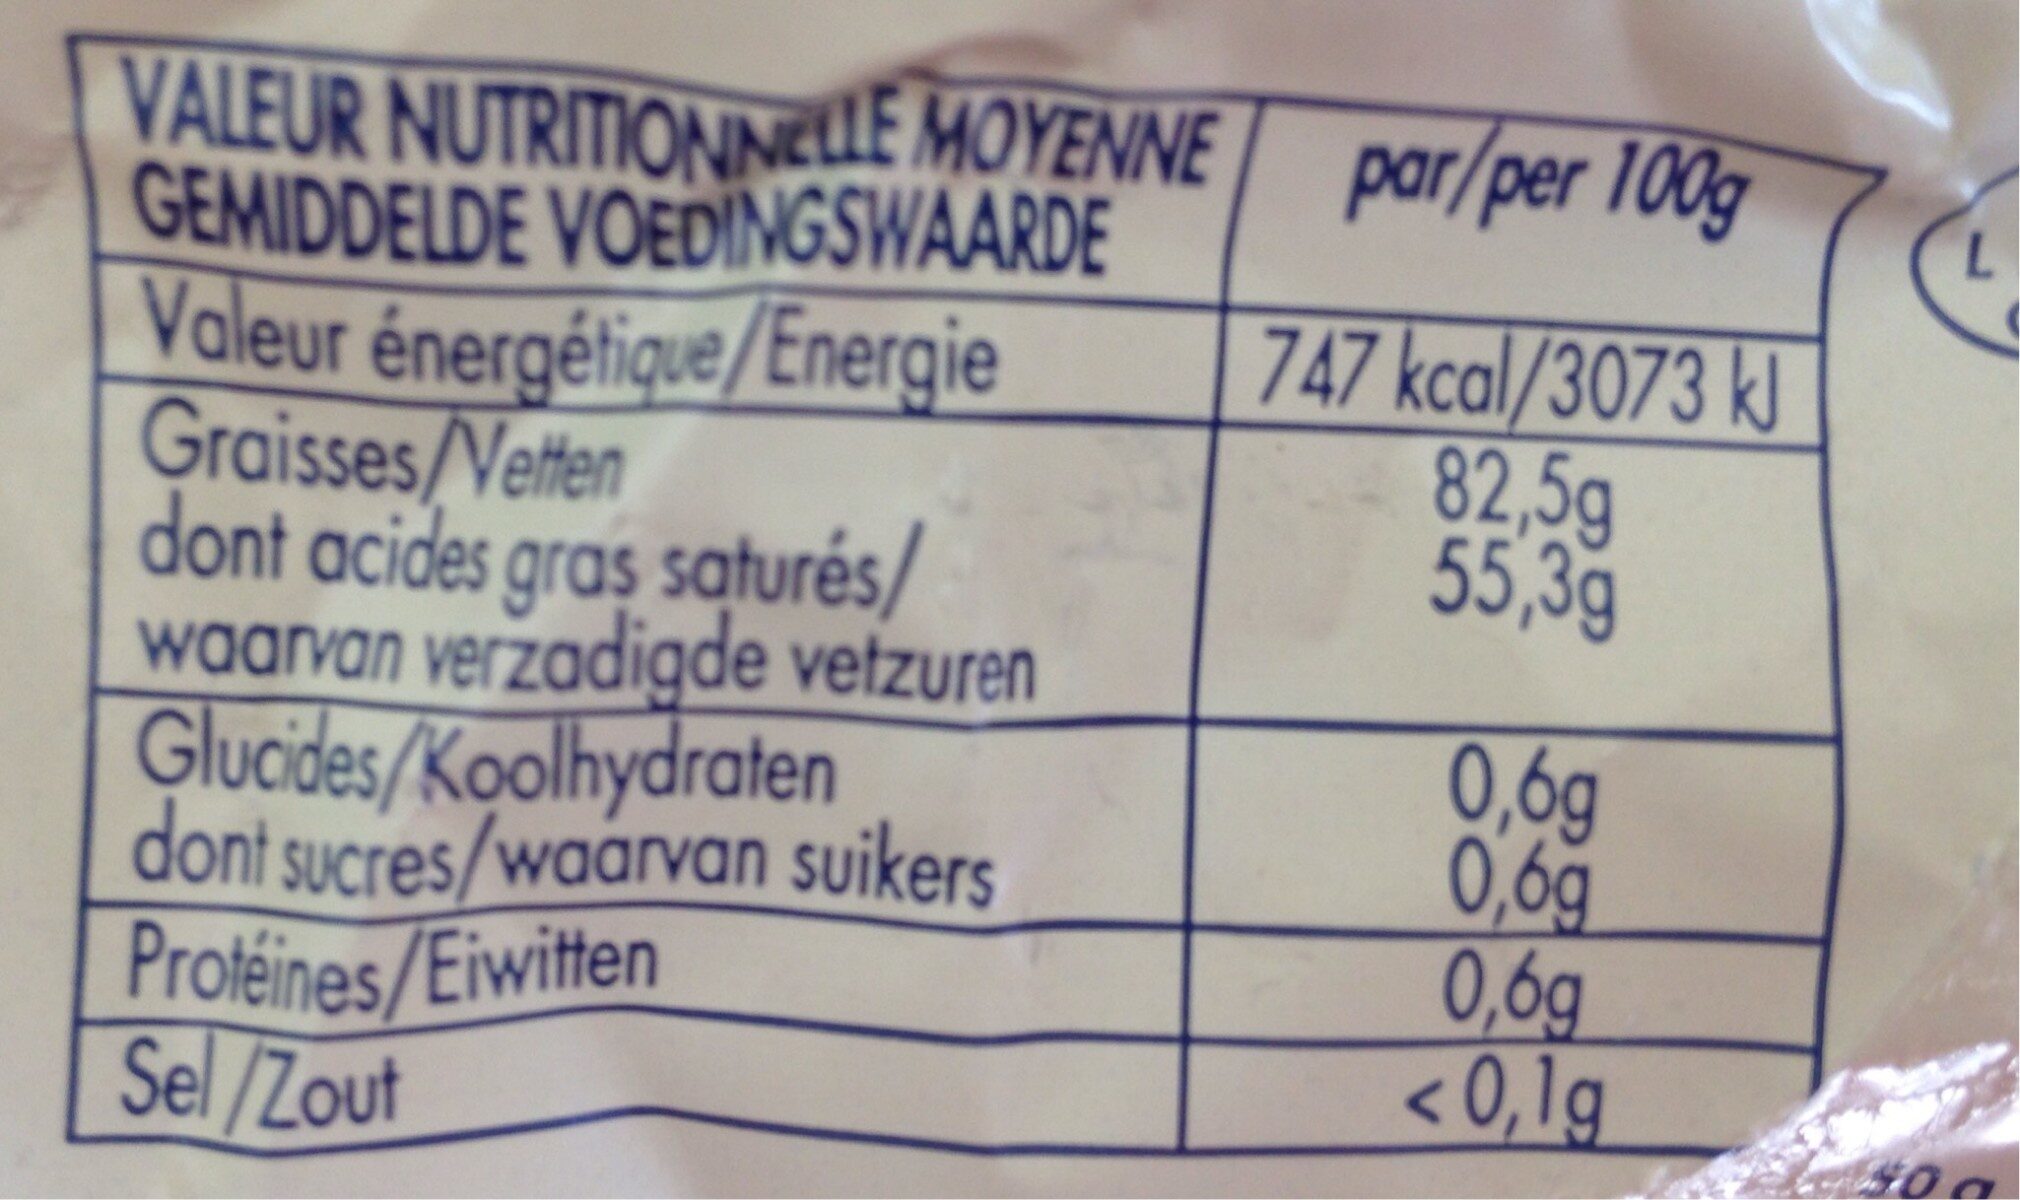 VALEUR NUTRITIONNELLE MOYENNE par/per 100g
GEMIDDELDE VOEDINGSWAARDE
Valeur énergétique/Energie 747 kcal/3073 kJ
Graisses/Vetten 82,5g
dont acides gras saturés/ 55,3g
waarvan verzadigde vetzuren
Glucides/Koolhydraten 0,6g
dont sucres/waarvan suikers 0,6g
Protéines/Eiwitten 0,6g
Sel/Zout < 0,1g
L